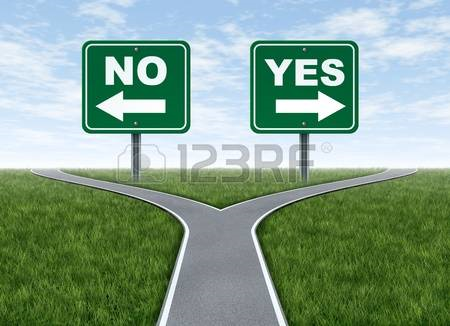 NO
YES
123RF